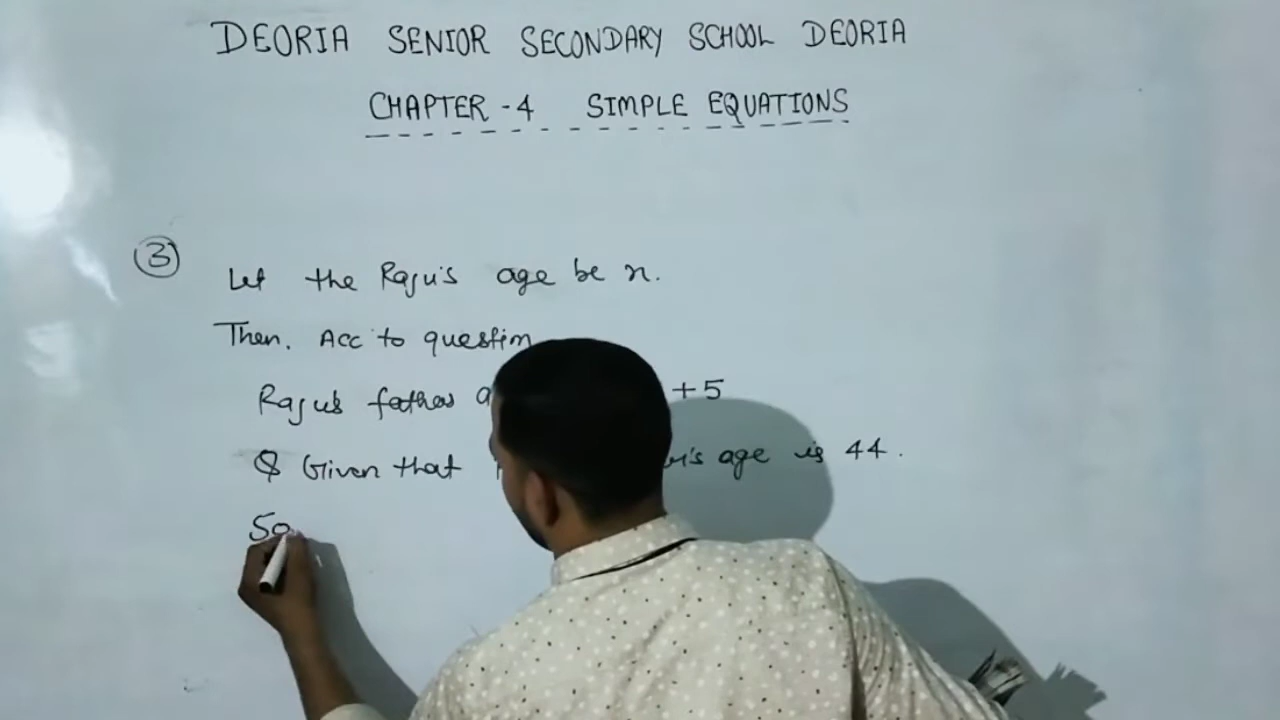 DEORIA SENIOR SECONDARY SCHOOL DEORIA
CHAPTER - 4 SIMPLE EQUATIONS
3
Let the Raju's age be x.
Then. Acc to question
Raju's father +5
& Given that age is 44.
So